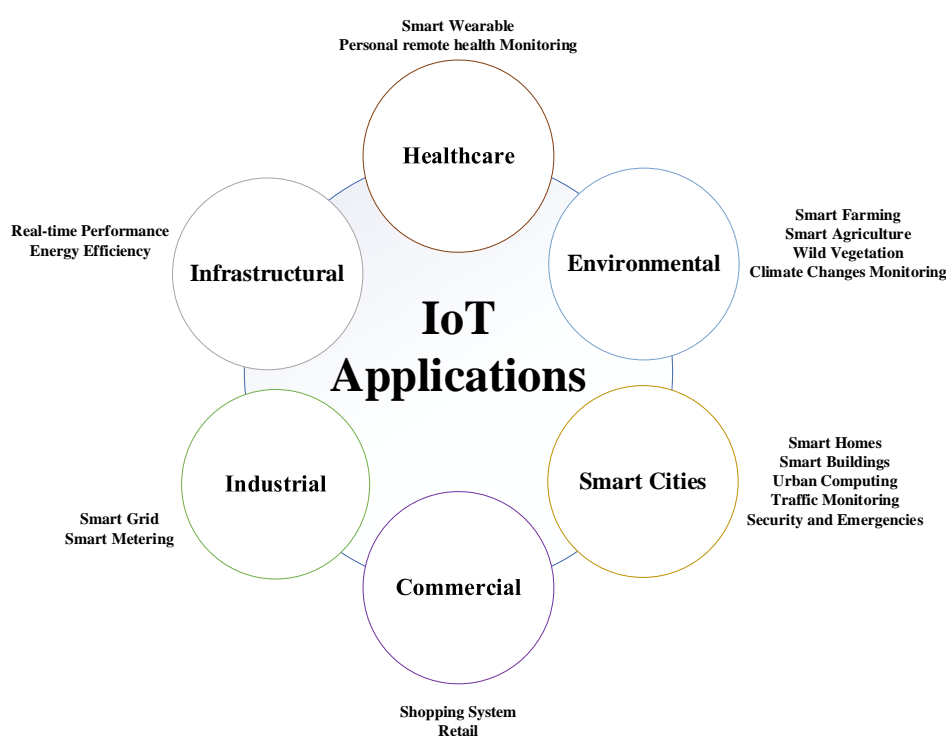 Smart Wearable
Personal remote health Monitoring
Healthcare
Real-time Performance
Energy Efficiency
Infrastructural
Environmental
Smart Farming
Smart Agriculture
Wild Vegetation
Climate Changes Monitoring
IoT
Applications
Industrial
Smart Grid
Smart Metering
Smart Cities
Smart Homes
Smart Buildings
Urban Computing
Traffic Monitoring
Security and Emergencies
Commercial
Shopping System
Retail